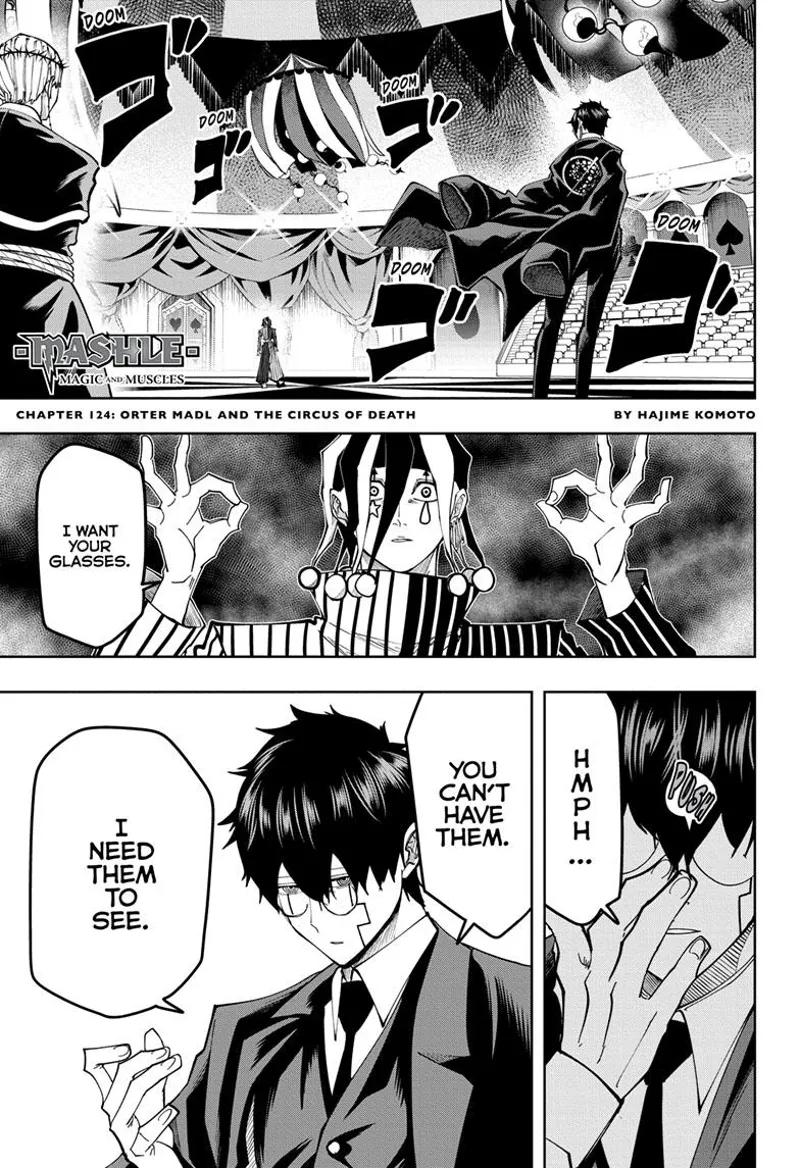 DOOM
DOOM
DOOM
DOOM
DOOM
DOOM
ゴ
ゴ
ゴ
ゴ
-MASHLE-
MAGIC AND MUSCLES
CHAPTER 124: ORTER MADL AND THE CIRCUS OF DEATH
BY HAJIME KOMOTO
I WANT
YOUR
GLASSES.
HMPH
...
PUSH
YOU
CAN'T
HAVE
THEM.
I
NEED
THEM
TO
SEE.